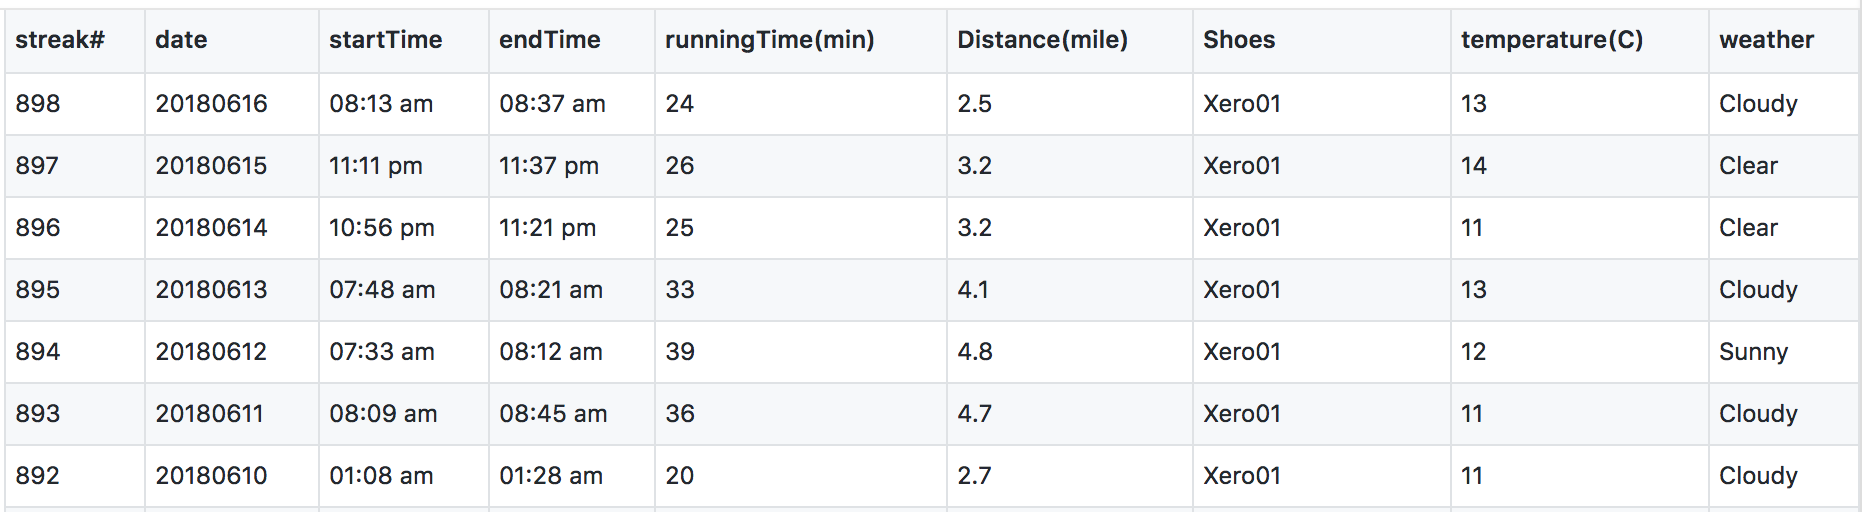 streak# date startTime endTime runningTime(min) Distance(mile) Shoes temperature(C) weather
898 20180616 08:13 am 08:37 am 24 2.5 Xero01 13 Cloudy
897 20180615 11:11 pm 11:37 pm 26 3.2 Xero01 14 Clear
896 20180614 10:56 pm 11:21 pm 25 3.2 Xero01 11 Clear
895 20180613 07:48 am 08:21 am 33 4.1 Xero01 13 Cloudy
894 20180612 07:33 am 08:12 am 39 4.8 Xero01 12 Sunny
893 20180611 08:09 am 08:45 am 36 4.7 Xero01 11 Cloudy
892 20180610 01:08 am 01:28 am 20 2.7 Xero01 11 Cloudy